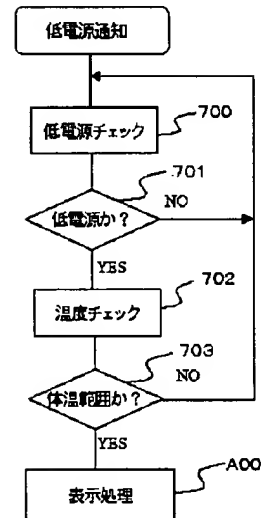 低電源通知
低電源チェック
700
低電源か？
701
NO
YES
温度チェック
702
体温範囲か？
703
NO
YES
表示処理
A00